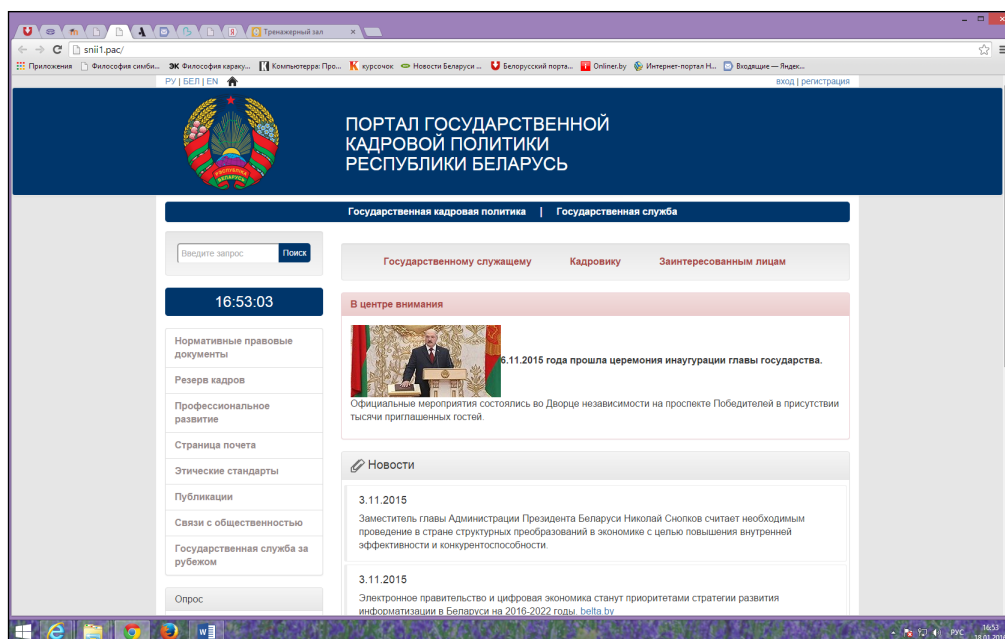 Тренажерный зал
snii1.pac/
Приложения Философия симби... Философия караку... Компьютерра: Про... курсочок Новости Беларуси ... Белорусский порта... Onliner.by Интернет-портал Н... Входящие — Яндек...
РУ | БЕЛ | EN
вход | регистрация
ПОРТАЛ ГОСУДАРСТВЕННОЙ
КАДРОВОЙ ПОЛИТИКИ
РЕСПУБЛИКИ БЕЛАРУСЬ
Государственная кадровая политика | Государственная служба
Введите запрос Поиск
Государственному служащему Кадровику Заинтересованным лицам
16:53:03
Нормативные правовые
документы
Резерв кадров
Профессиональное
развитие
Страница почета
Этические стандарты
Публикации
Связи с общественностью
Государственная служба за
рубежом
Опрос
В центре внимания
6.11.2015 года прошла церемония инаугурации главы государства.
Официальные мероприятия состоялись во Дворце независимости на проспекте Победителей в присутствии
тысячи приглашенных гостей.
Новости
3.11.2015
Заместитель главы Администрации Президента Беларуси Николай Снопков считает необходимым
проведение в стране структурных преобразований в экономике с целью повышения внутренней
эффективности и конкурентоспособности.
3.11.2015
Электронное правительство и цифровая экономика станут приоритетами стратегии развития
информатизации в Беларуси на 2016-2022 годы. belta.by
РУС
16:53